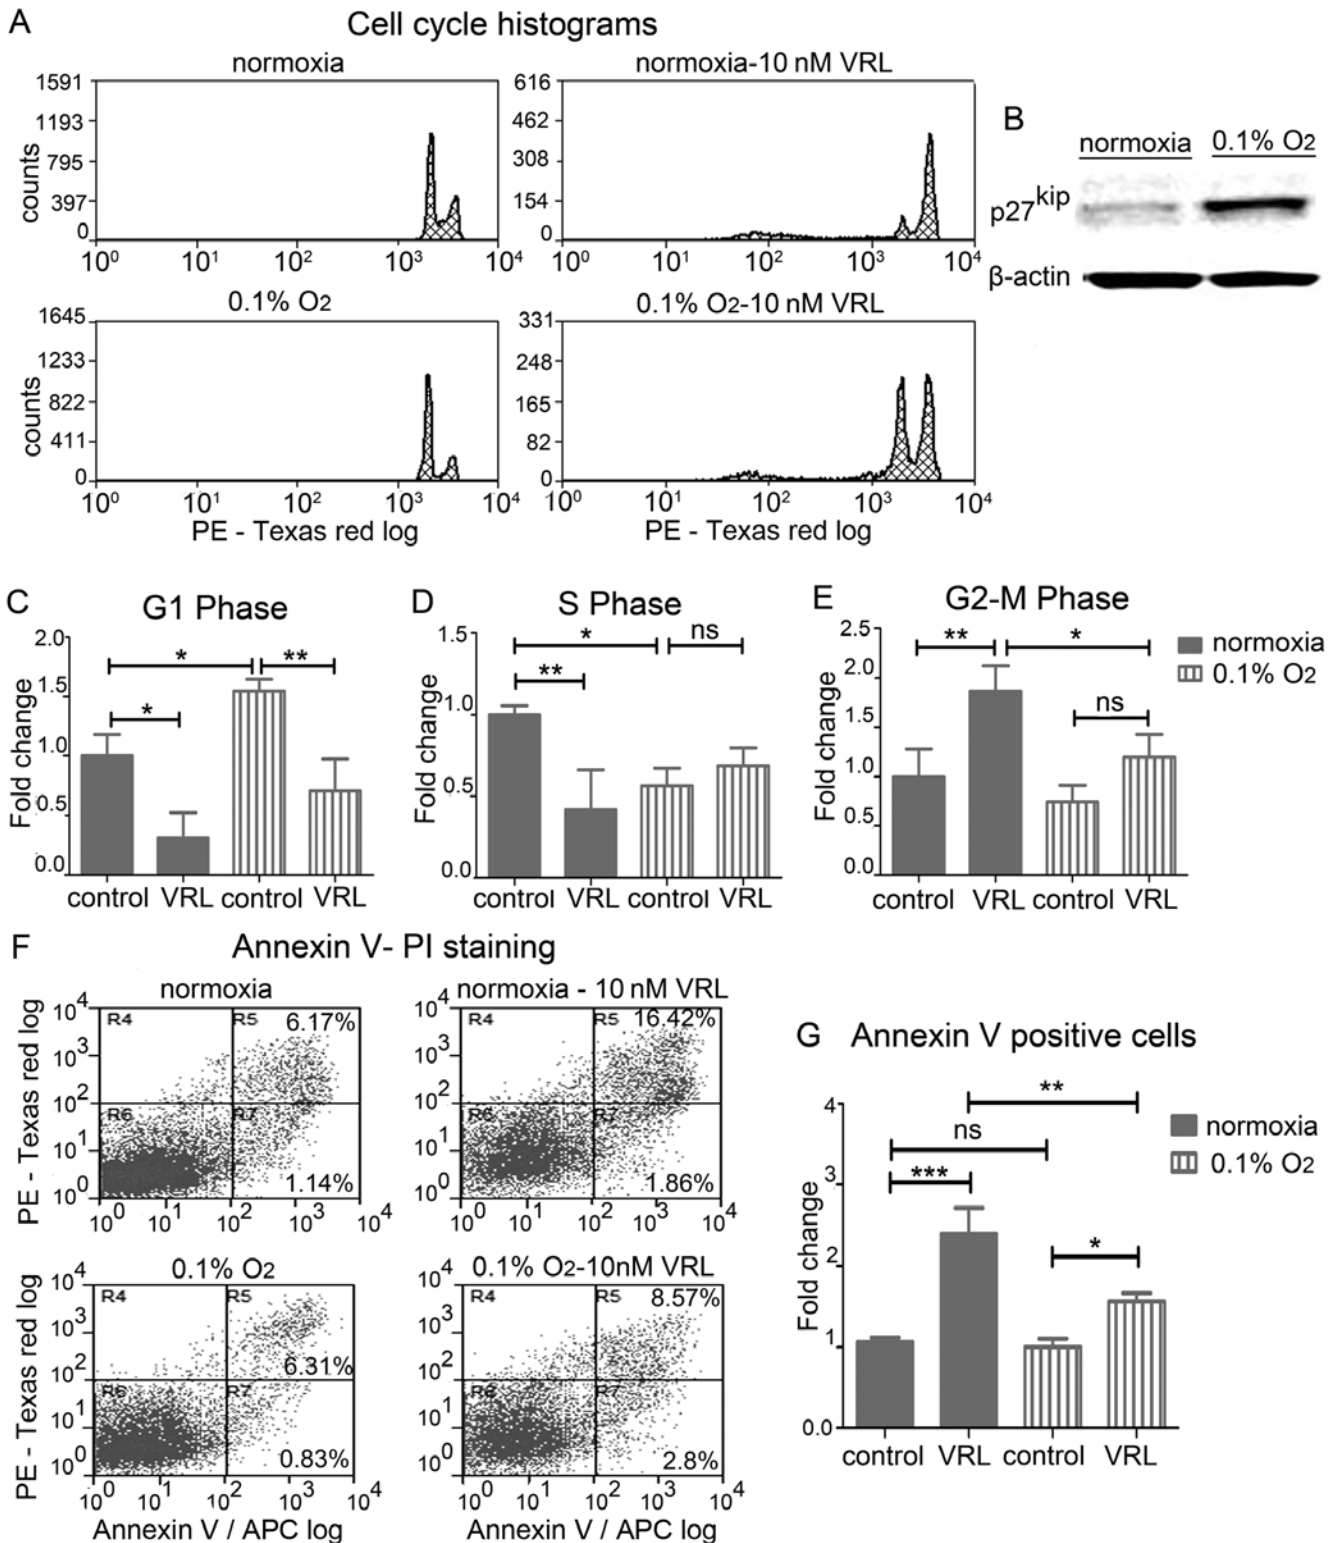 A
Cell cycle histograms
normoxia
normoxia-10 nM VRL
1591
1193
795
397
0
counts
10⁰ 10¹ 10² 10³ 10⁴
616
462
308
154
0
10⁰ 10¹ 10² 10³ 10⁴
0.1% O₂
0.1% O₂-10 nM VRL
1645
1233
822
411
0
counts
10⁰ 10¹ 10² 10³ 10⁴
PE - Texas red log
331
248
165
82
0
10⁰ 10¹ 10² 10³ 10⁴
PE - Texas red log
B
normoxia 0.1% O₂
p27ᵏⁱᵖ
β-actin
C
G1 Phase
2.0
1.5
1.0
0.5
0.0
Fold change
*
**
*
control VRL control VRL
D
S Phase
1.5
1.0
0.5
0.0
Fold change
*
ns
**
control VRL control VRL
E
G2-M Phase
2.5
2.0
1.5
1.0
0.5
0.0
Fold change
**
*
ns
control VRL control VRL
normoxia
0.1% O₂
F
Annexin V- PI staining
normoxia
PE - Texas red log
10⁴
10³
10²
10¹
10⁰
R4
R5
6.17%
R6
R7
1.14%
10⁰ 10¹ 10² 10³ 10⁴
normoxia - 10 nM VRL
10⁴
10³
10²
10¹
10⁰
R4
R5
16.42%
R6
R7
1.86%
10⁰ 10¹ 10² 10³ 10⁴
0.1% O₂
PE - Texas red log
10⁴
10³
10²
10¹
10⁰
R4
R5
6.31%
R6
R7
0.83%
10⁰ 10¹ 10² 10³ 10⁴
Annexin V / APC log
0.1% O₂-10nM VRL
10⁴
10³
10²
10¹
10⁰
R4
R5
8.57%
R6
R7
2.8%
10⁰ 10¹ 10² 10³ 10⁴
Annexin V / APC log
G
Annexin V positive cells
4
3
2
1
0.0
Fold change
**
ns
***
*
control VRL control VRL
normoxia
0.1% O₂